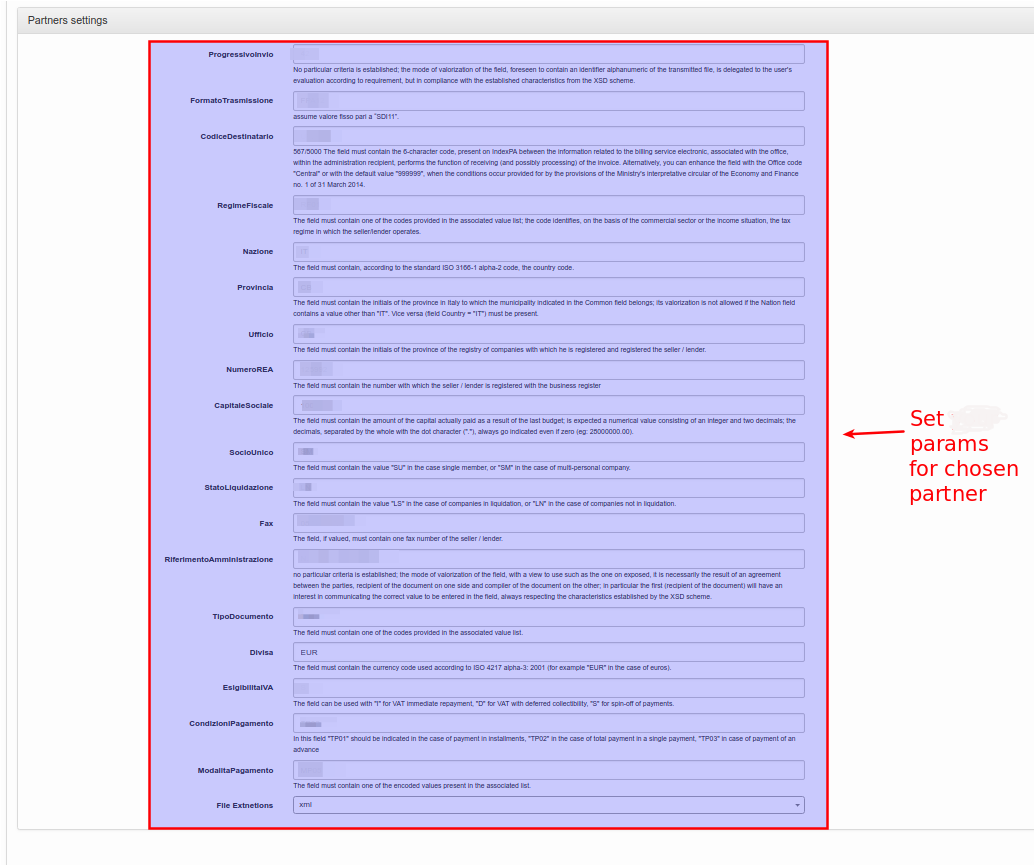 Partners settings
ProgressivoInvio
No particular criteria is established; the mode of valorization of the field, foreseen to contain an identifier alphanumeric of the transmitted file, is delegated to the user's
evaluation according to requirement, but in compliance with the established characteristics from the XSD scheme.
FormatoTrasmissione
assume valore fisso pari a "SDI11".
CodiceDestinatario
567/5000 The field must contain the 6-character code, present on IndexPA between the information related to the billing service electronic, associated with the office,
within the administration recipient, performs the function of receiving (and possibly processing) of the invoice. Alternatively, you can enhance the field with the Office code
"Central" or with the default value "999999", when the conditions occur provided for by the provisions of the Ministry's interpretative circular of the Economy and Finance
no. 1 of 31 March 2014.
RegimeFiscale
The field must contain one of the codes provided in the associated value list; the code identifies, on the basis of the commercial sector or the income situation, the tax
regime in which the seller/lender operates.
Nazione
The field must contain, according to the standard ISO 3166-1 alpha-2 code, the country code.
Provincia
The field must contain the initials of the province in Italy to which the municipality indicated in the Common field belongs; its valorization is not allowed if the Nation field
contains a value other than "IT". Vice versa (field Country = "IT") must be present.
Ufficio
The field must contain the initials of the province of the registry of companies with which he is registered and registered the seller / lender.
NumeroREA
The field must contain the number with which the seller / lender is registered with the business register
CapitaleSociale
The field must contain the amount of the capital actually paid as a result of the last budget; is expected a numerical value consisting of an integer and two decimals; the
decimals, separated by the whole with the dot character ("."), always go indicated even if zero (eg: 25000000.00).
SocioUnico
The field must contain the value "SU" in the case single member, or "SM" in the case of multi-personal company.
StatoLiquidazione
The field must contain the value "LS" in the case of companies in liquidation, or "LN" in the case of companies not in liquidation.
Fax
The field, if valued, must contain one fax number of the seller / lender.
RiferimentoAmministrazione
no particular criteria is established; the mode of valorization of the field, with a view to use such as the one on exposed, it is necessarily the result of an agreement
between the parties, recipient of the document on one side and compiler of the document on the other; in particular the first (recipient of the document) will have an
interest in communicating the correct value to be entered in the field, always respecting the characteristics established by the XSD scheme.
TipoDocumento
The field must contain one of the codes provided in the associated value list.
Divisa
EUR
The field must contain the currency code used according to ISO 4217 alpha-3: 2001 (for example "EUR" in the case of euros).
EsigibilitaIVA
The field can be used with "I" for VAT immediate repayment, "D" for VAT with deferred collectibility, "S" for spin-off of payments.
CondizioniPagamento
In this field "TP01" should be indicated in the case of payment in installments, "TP02" in the case of total payment in a single payment, "TP03" in case of payment of an
advance
ModalitaPagamento
The field must contain one of the encoded values present in the associated list.
File Extnetions
xml
Set
params
for chosen
partner